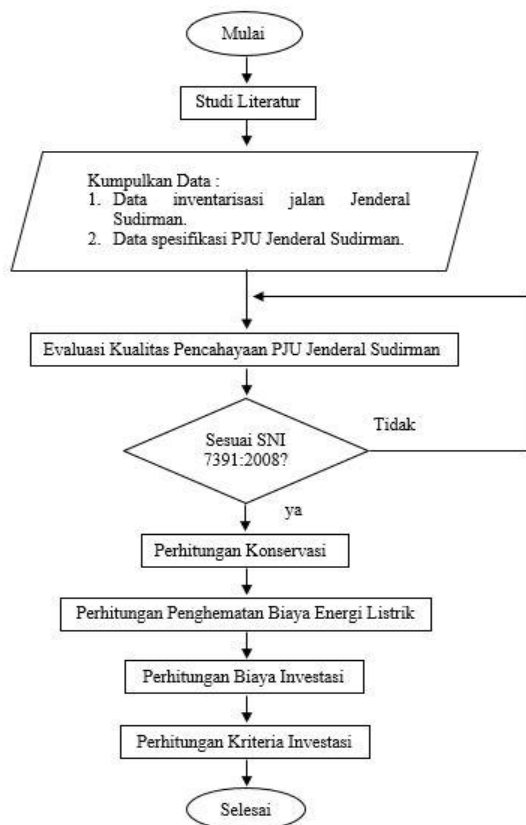 Mulai
Studi Literatur
Kumpulkan Data :
1. Data inventarisasi jalan Jenderal
Sudirman.
2. Data spesifikasi PJU Jenderal Sudirman.
Evaluasi Kualitas Pencahayaan PJU Jenderal Sudirman
Sesuai SNI
7391:2008?
Tidak
ya
Perhitungan Konservasi
Perhitungan Penghematan Biaya Energi Listrik
Perhitungan Biaya Investasi
Perhitungan Kriteria Investasi
Selesai